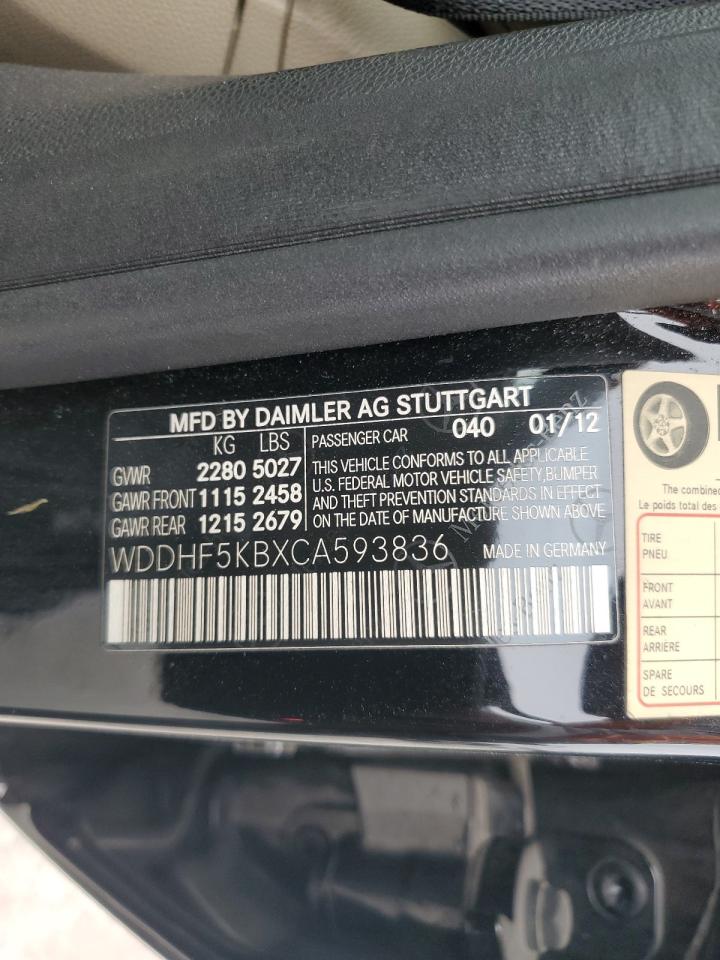 MFD BY DAIMLER AG STUTTGART
KG LBS
GVWR 2280 5027
GAWR FRONT 1115 2458
GAWR REAR 1215 2679
PASSENGER CAR 040 01/12
THIS VEHICLE CONFORMS TO ALL APPLICABLE
U.S. FEDERAL MOTOR VEHICLE SAFETY,BUMPER
AND THEFT PREVENTION STANDARDS IN EFFECT
ON THE DATE OF MANUFACTURE SHOWN ABOVE
WDDHF5KBXCA593836 MADE IN GERMANY
The combined
Le poids total des
TIRE
PNEU
FRONT
AVANT
REAR
ARRIÈRE
SPARE
DE SECOURS